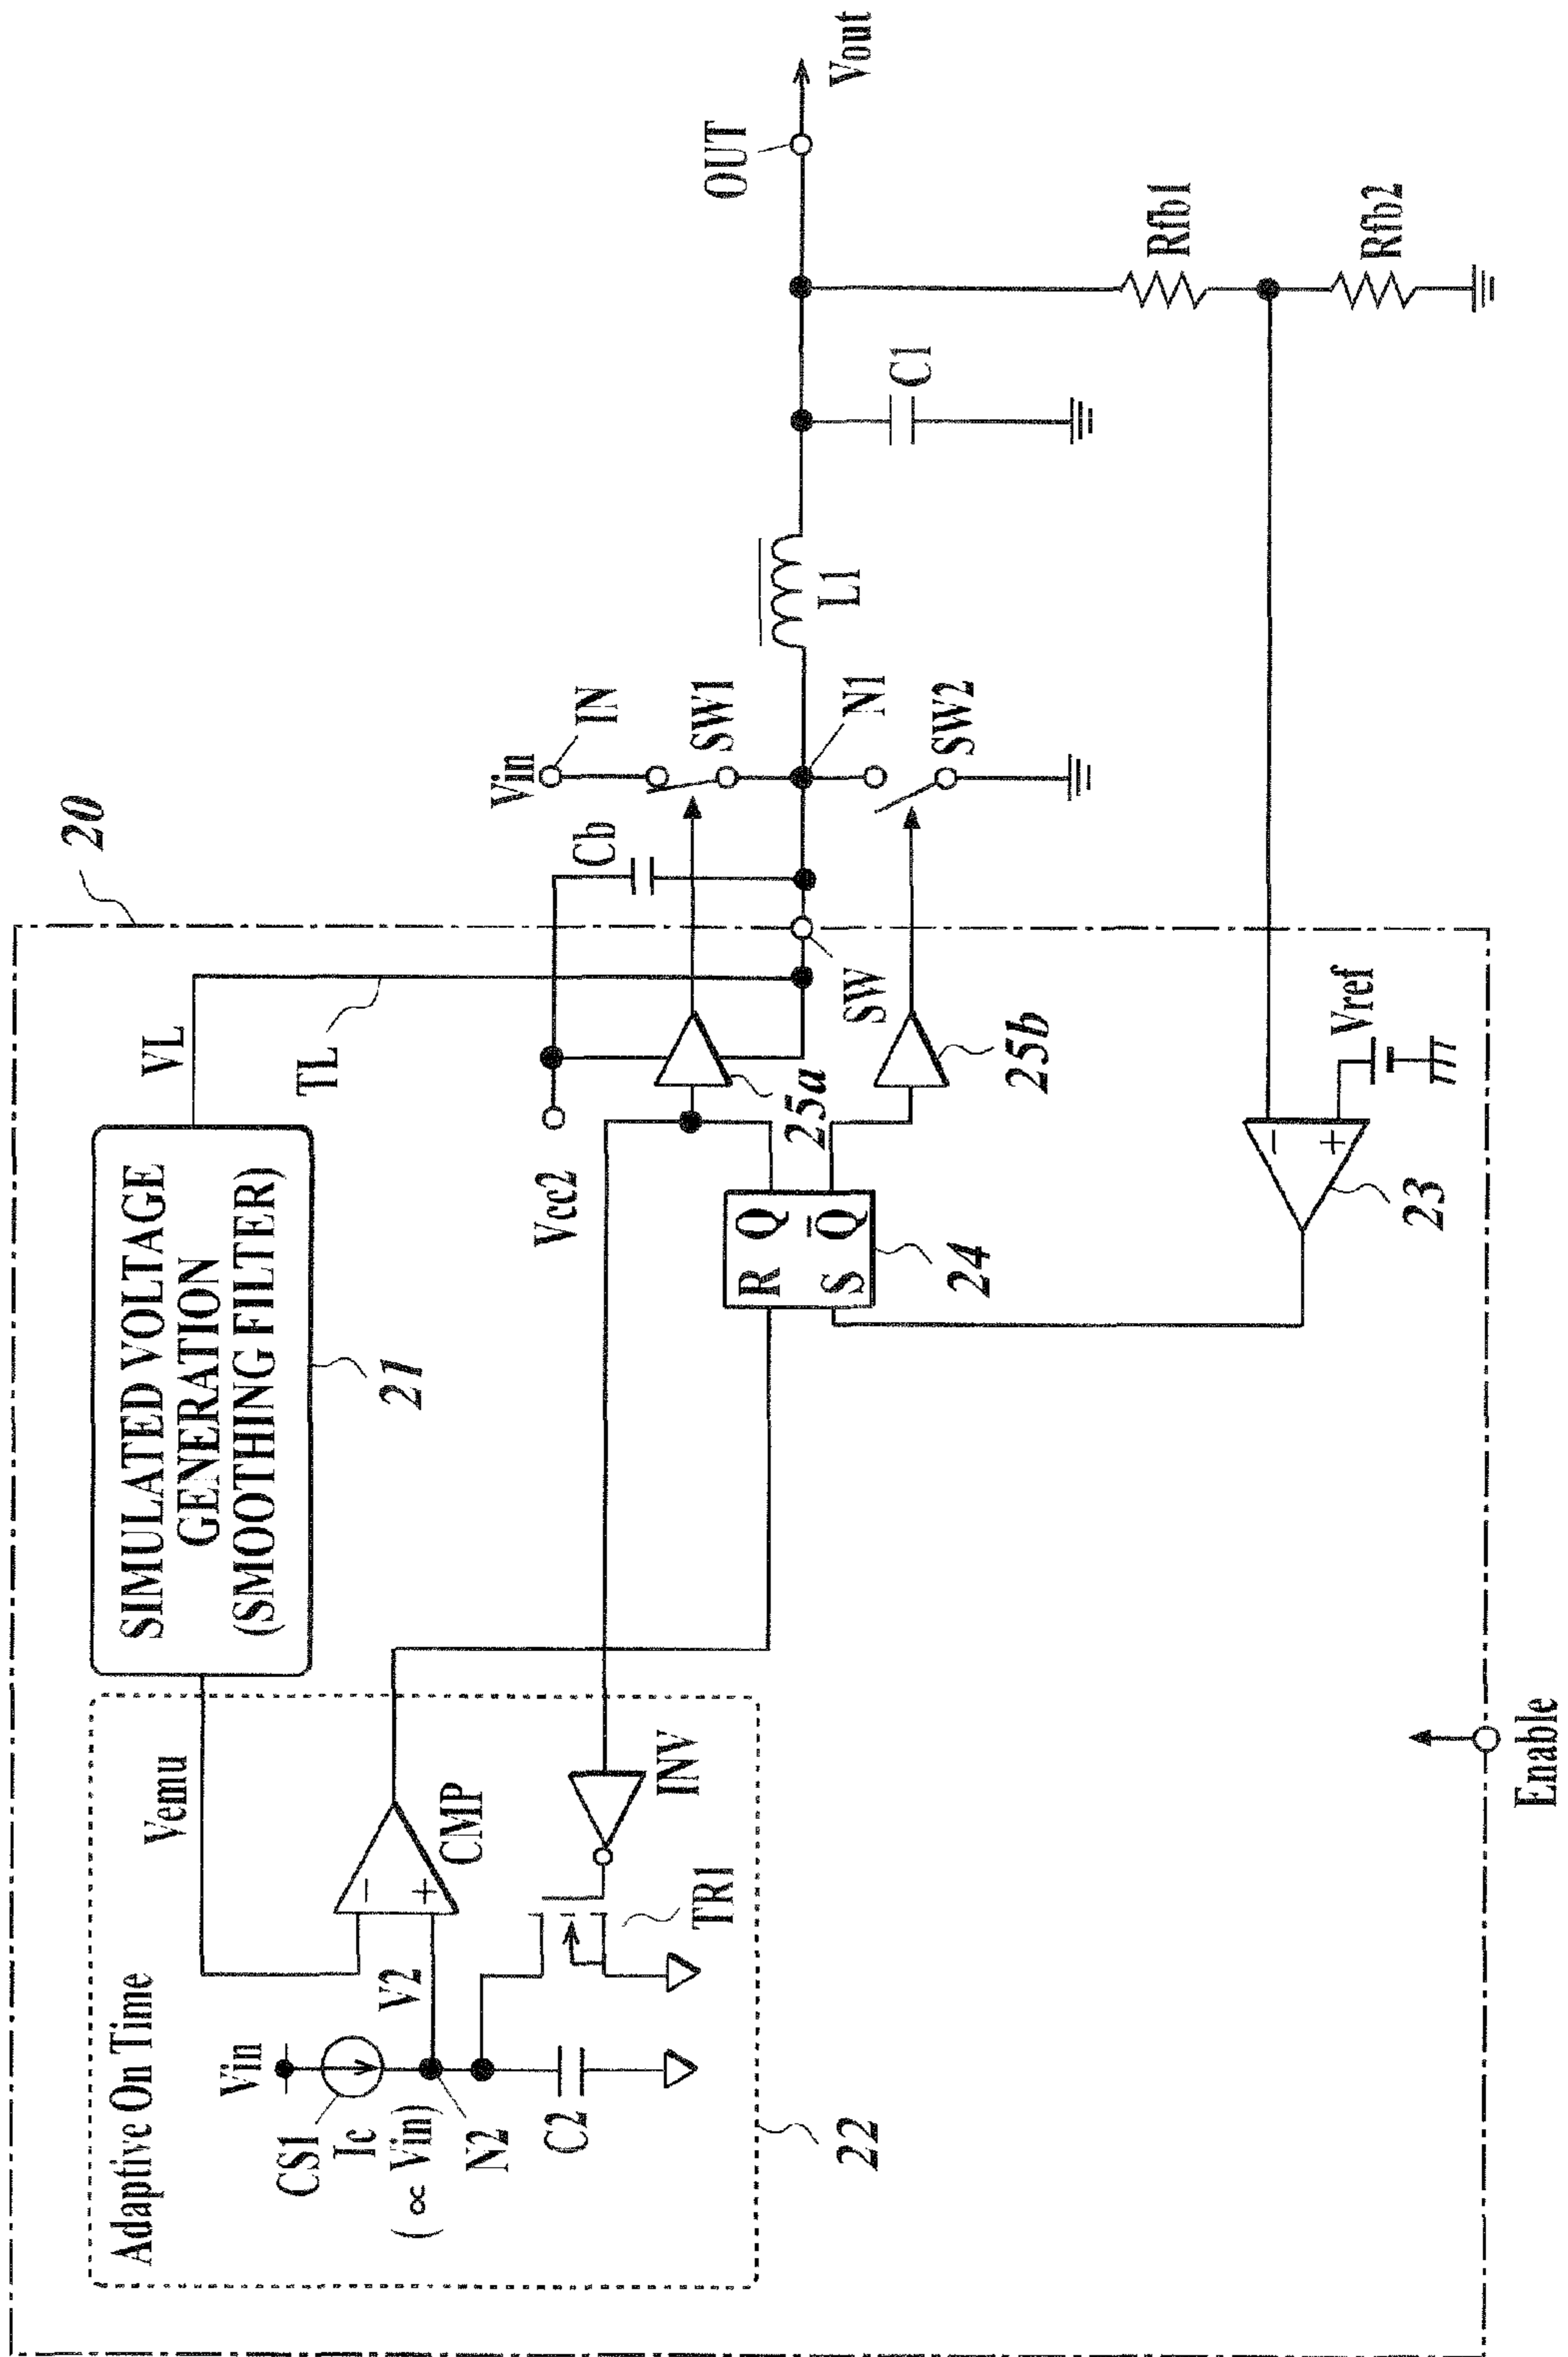 20
SIMULATED VOLTAGE
GENERATION
(SMOOTHING FILTER)
21
VL
TL
Adaptive On Time
Vemu
Vin
CS1
Ic
(∝ Vin)
V2
N2
C2
CMP
−
+
TR1
INV
22
Vcc2
25a
R Q
S Q̅
24
SW
25b
Cb
Vin
IN
SW1
N1
SW2
L1
C1
OUT
Vout
Rfb1
Rfb2
Vref
−
+
23
Enable